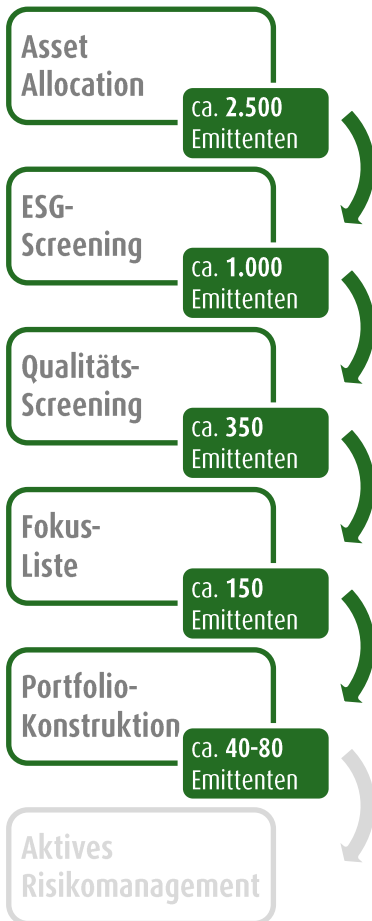 Asset
Allocation
ca. 2.500
Emittenten
ESG-
Screening
ca. 1.000
Emittenten
Qualitäts-
Screening
ca. 350
Emittenten
Fokus-
Liste
ca. 150
Emittenten
Portfolio-
Konstruktion
ca. 40-80
Emittenten
Aktives
Risikomanagement